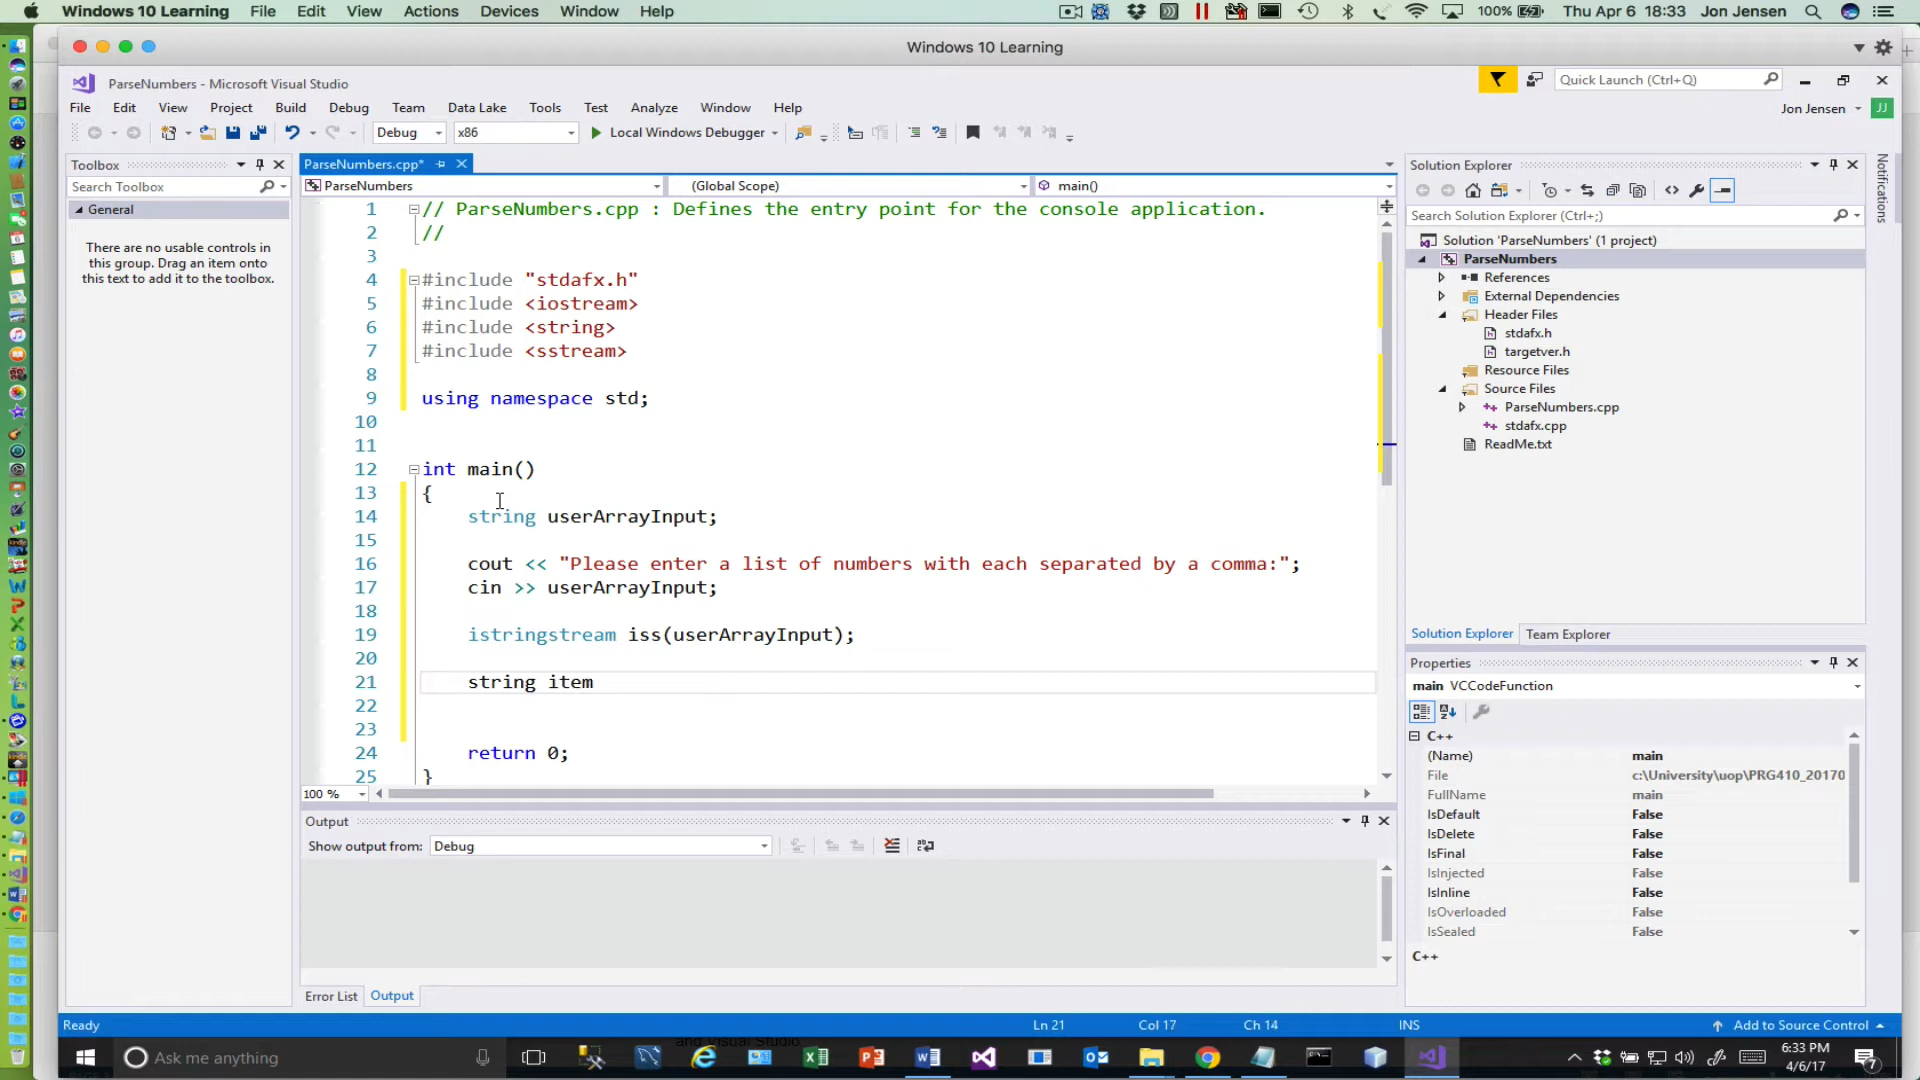 Windows 10 Learning File Edit View Actions Devices Window Help 100% Thu Apr 6 18:33 Jon Jensen
Windows 10 Learning
ParseNumbers - Microsoft Visual Studio Quick Launch (Ctrl+Q)
File Edit View Project Build Debug Team Data Lake Tools Test Analyze Window Help Jon Jensen JJ
Debug x86 Local Windows Debugger
Toolbox
Search Toolbox
General
There are no usable controls in
this group. Drag an item onto
this text to add it to the toolbox.
ParseNumbers.cpp*
ParseNumbers (Global Scope) main()
1 // ParseNumbers.cpp : Defines the entry point for the console application.
2 //
3
4 #include "stdafx.h"
5 #include <iostream>
6 #include <string>
7 #include <sstream>
8
9 using namespace std;
10
11
12 int main()
13 {
14 string userArrayInput;
15
16 cout << "Please enter a list of numbers with each separated by a comma:";
17 cin >> userArrayInput;
18
19 istringstream iss(userArrayInput);
20
21 string item
22
23
24 return 0;
25 }
100 %
Output
Show output from: Debug
Error List Output
Solution Explorer
Search Solution Explorer (Ctrl+;)
Solution 'ParseNumbers' (1 project)
ParseNumbers
References
External Dependencies
Header Files
stdafx.h
targetver.h
Resource Files
Source Files
ParseNumbers.cpp
stdafx.cpp
ReadMe.txt
Solution Explorer Team Explorer
Notifications
Properties
main VCCodeFunction
C++
(Name) main
File c:\University\uop\PRG410_20170
FullName main
IsDefault False
IsDelete False
IsFinal False
IsInjected False
IsInline False
IsOverloaded False
IsSealed False
C++
Ready Ln 21 Col 17 Ch 14 INS Add to Source Control
and Visual Studio
Ask me anything
6:33 PM
4/6/17
7